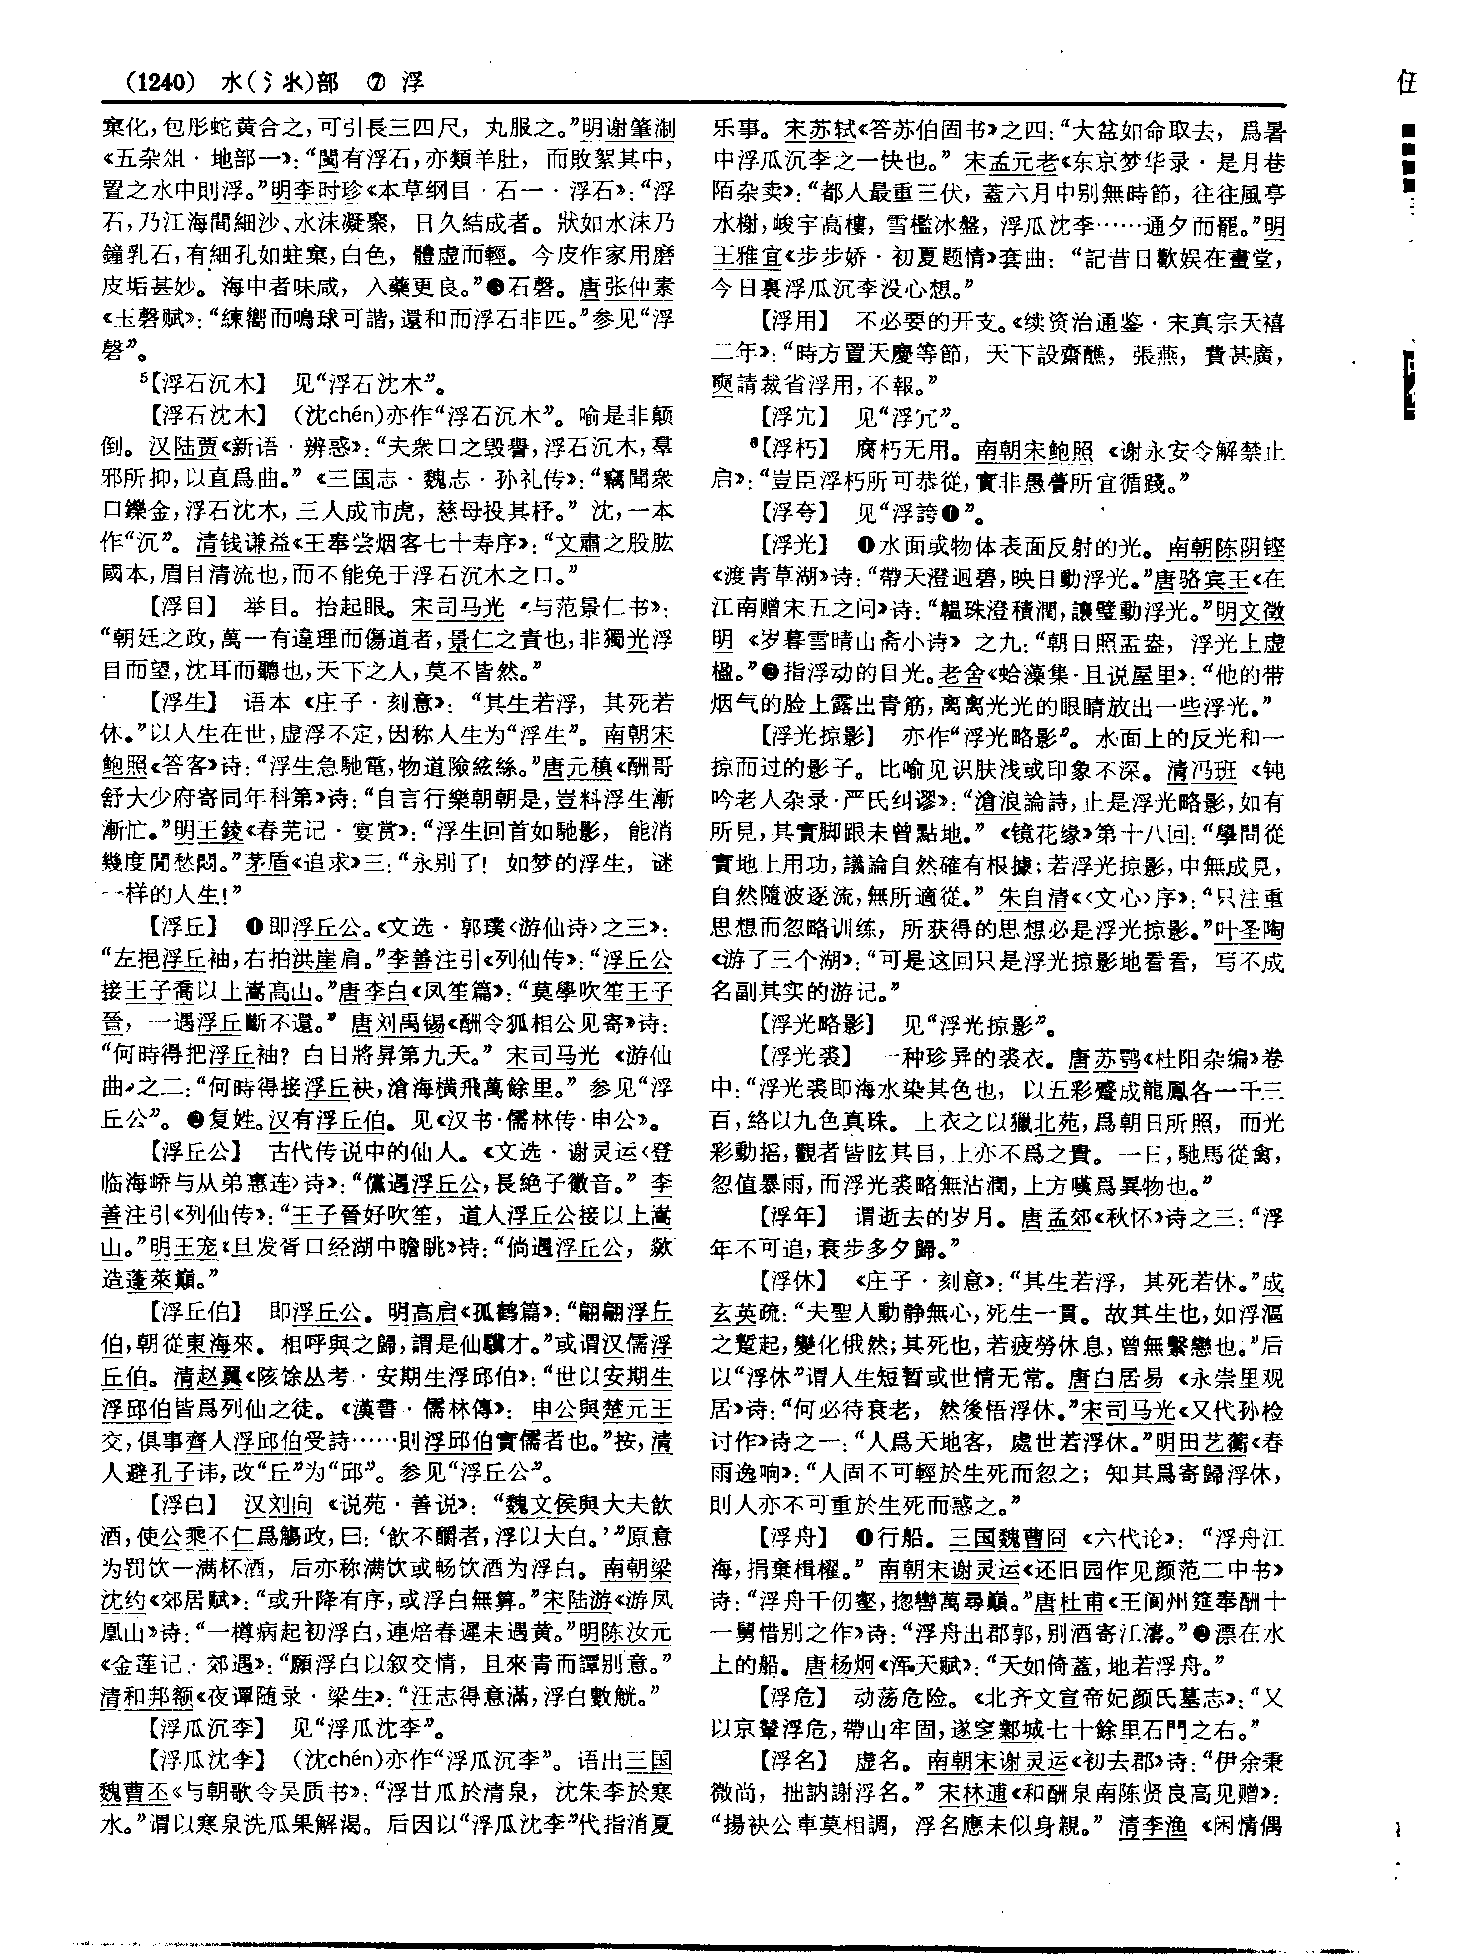 （1240） 水(氵氺)部 ⑦ 浮
窠化，包彤蛇黄合之，可引長三四尺，丸服之。”明谢肇淛
《五杂俎·地部一》：“閩有浮石，亦類羊肚，而敗絮其中，
置之水中則浮。”明李时珍《本草纲目·石一·浮石》：“浮
石，乃江海間細沙、水沫凝聚，日久結成者。狀如水沫乃
鐘乳石，有細孔如蛀窠，白色，體虚而輕。今皮作家用磨
皮垢甚妙。海中者味咸，入藥更良。”❸石磬。唐张仲素
《玉磬赋》：“練嚮而鳴球可諧，還和而浮石非匹。”参见“浮
磬”。
⁵【浮石沉木】 见“浮石沈木”。
【浮石沈木】 （沈chén）亦作“浮石沉木”。喻是非颠
倒。汉陆贾《新语·辨惑》：“夫衆口之毁譽，浮石沉木，羣
邪所抑，以直爲曲。”《三国志·魏志·孙礼传》：“竊聞衆
口鑠金，浮石沈木，三人成市虎，慈母投其杼。”沈，一本
作“沉”。清钱谦益《王奉尝烟客七十寿序》：“文肅之股肱
國本，眉目清流也，而不能免于浮石沉木之口。”
【浮目】 举目。抬起眼。宋司马光《与范景仁书》：
“朝廷之政，萬一有違理而傷道者，景仁之責也，非獨光浮
目而望，沈耳而聽也，天下之人，莫不皆然。”
【浮生】 语本《庄子·刻意》：“其生若浮，其死若
休。”以人生在世，虚浮不定，因称人生为“浮生”。南朝宋
鲍照《答客》诗：“浮生急馳電，物道險絃絲。”唐元稹《酬哥
舒大少府寄同年科第》诗：“自言行樂朝朝是，豈料浮生漸
漸忙。”明王錂《春芜记·宴赏》：“浮生回首如馳影，能消
幾度閒愁悶。”茅盾《追求》三：“永别了！如梦的浮生，谜
一样的人生！”
【浮丘】 ❶即浮丘公。《文选·郭璞〈游仙诗〉之三》：
“左挹浮丘袖，右拍洪崖肩。”李善注引《列仙传》：“浮丘公
接王子喬以上嵩高山。”唐李白《凤笙篇》：“莫學吹笙王子
晉，一遇浮丘斷不還。”唐刘禹锡《酬令狐相公见寄》诗：
“何時得把浮丘袖？白日將昇第九天。”宋司马光《游仙
曲》之二：“何時得接浮丘袂，滄海横飛萬餘里。”参见“浮
丘公”。❷复姓。汉有浮丘伯。见《汉书·儒林传·申公》。
【浮丘公】 古代传说中的仙人。《文选·谢灵运〈登
临海峤与从弟惠连〉诗》：“儻遇浮丘公，長絶子徽音。”李
善注引《列仙传》：“王子晉好吹笙，道人浮丘公接以上嵩
山。”明王宠《旦发胥口经湖中瞻眺》诗：“倘遇浮丘公，歘
造蓬萊巔。”
【浮丘伯】 即浮丘公。明高启《孤鹤篇》：“翩翩浮丘
伯，朝從東海來。相呼與之歸，謂是仙驥才。”或谓汉儒浮
丘伯。清赵翼《陔馀丛考·安期生浮邱伯》：“世以安期生
浮邱伯皆爲列仙之徒。《漢書·儒林傳》：申公與楚元王
交，俱事齊人浮邱伯受詩……則浮邱伯實儒者也。”按，清
人避孔子讳，改“丘”为“邱”。参见“浮丘公”。
【浮白】 汉刘向《说苑·善说》：“魏文侯與大夫飲
酒，使公乘不仁爲觴政，曰：‘飲不釂者，浮以大白。’”原意
为罚饮一满杯酒，后亦称满饮或畅饮酒为浮白。南朝梁
沈约《郊居赋》：“或升降有序，或浮白無算。”宋陆游《游凤
凰山》诗：“一樽病起初浮白，連焙春遲未過黄。”明陈汝元
《金莲记·郊遇》：“願浮白以叙交情，且來青而譚别意。”
清和邦额《夜谭随录·梁生》：“汪志得意滿，浮白數觥。”
【浮瓜沉李】 见“浮瓜沈李”。
【浮瓜沈李】 （沈chén）亦作“浮瓜沉李”。语出三国
魏曹丕《与朝歌令吴质书》：“浮甘瓜於清泉，沈朱李於寒
水。”谓以寒泉洗瓜果解渴。后因以“浮瓜沈李”代指消夏
乐事。宋苏轼《答苏伯固书》之四：“大盆如命取去，爲暑
中浮瓜沉李之一快也。”宋孟元老《东京梦华录·是月巷
陌杂卖》：“都人最重三伏，蓋六月中别無時節，往往風亭
水榭，峻宇高樓，雪檻冰盤，浮瓜沈李……通夕而罷。”明
王雅宜《步步娇·初夏题情》套曲：“記昔日歡娱在畫堂，
今日裏浮瓜沉李没心想。”
【浮用】 不必要的开支。《续资治通鉴·宋真宗天禧
二年》：“時方置天慶等節，天下設齋醮，張燕，費甚廣，
奭請裁省浮用，不報。”
【浮宂】 见“浮冗”。
⁶【浮朽】 腐朽无用。南朝宋鲍照《谢永安令解禁止
启》：“豈臣浮朽所可恭從，實非愚瞢所宜循踐。”
【浮夸】 见“浮誇❶”。
【浮光】 ❶水面或物体表面反射的光。南朝陈阴铿
《渡青草湖》诗：“帶天澄迥碧，映日動浮光。”唐骆宾王《在
江南赠宋五之问》诗：“韞珠澄積潤，讓璧動浮光。”明文徵
明《岁暮雪晴山斋小诗》之九：“朝日照盂盎，浮光上虚
楹。”❷指浮动的目光。老舍《蛤藻集·且说屋里》：“他的带
烟气的脸上露出青筋，离离光光的眼睛放出一些浮光。”
【浮光掠影】 亦作“浮光略影”。水面上的反光和一
掠而过的影子。比喻见识肤浅或印象不深。清冯班《钝
吟老人杂录·严氏纠谬》：“滄浪論詩，止是浮光略影，如有
所見，其實脚跟未曾點地。”《镜花缘》第十八回：“學問從
實地上用功，議論自然確有根據；若浮光掠影，中無成見，
自然隨波逐流，無所適從。”朱自清《〈文心〉序》：“只注重
思想而忽略训练，所获得的思想必是浮光掠影。”叶圣陶
《游了三个湖》：“可是这回只是浮光掠影地看看，写不成
名副其实的游记。”
【浮光略影】 见“浮光掠影”。
【浮光裘】 一种珍异的裘衣。唐苏鹗《杜阳杂编》卷
中：“浮光裘即海水染其色也，以五彩蹙成龍鳳各一千三
百，絡以九色真珠。上衣之以獵北苑，爲朝日所照，而光
彩動摇，觀者皆眩其目，上亦不爲之貴。一日，馳馬從禽，
忽值暴雨，而浮光裘略無沾潤，上方嘆爲異物也。”
【浮年】 谓逝去的岁月。唐孟郊《秋怀》诗之三：“浮
年不可追，衰步多夕歸。”
【浮休】 《庄子·刻意》：“其生若浮，其死若休。”成
玄英疏：“夫聖人動静無心，死生一貫。故其生也，如浮漚
之蹔起，變化俄然；其死也，若疲勞休息，曾無繫戀也。”后
以“浮休”谓人生短暂或世情无常。唐白居易《永崇里观
居》诗：“何必待衰老，然後悟浮休。”宋司马光《又代孙检
讨作》诗之一：“人爲天地客，處世若浮休。”明田艺蘅《春
雨逸响》：“人固不可輕於生死而忽之；知其爲寄歸浮休，
則人亦不可重於生死而惑之。”
【浮舟】 ❶行船。三国魏曹冏《六代论》：“浮舟江
海，捐棄楫櫂。”南朝宋谢灵运《还旧园作见颜范二中书》
诗：“浮舟千仞壑，揔轡萬尋巔。”唐杜甫《王阆州筵奉酬十
一舅惜别之作》诗：“浮舟出郡郭，别酒寄江濤。”❷漂在水
上的船。唐杨炯《浑天赋》：“天如倚蓋，地若浮舟。”
【浮危】 动荡危险。《北齐文宣帝妃颜氏墓志》：“又
以京輦浮危，帶山牢固，遂空鄴城七十餘里石門之右。”
【浮名】 虚名。南朝宋谢灵运《初去郡》诗：“伊余秉
微尚，拙訥謝浮名。”宋林逋《和酬泉南陈贤良高见赠》：
“揚袂公車莫相調，浮名應未似身親。”清李渔《闲情偶